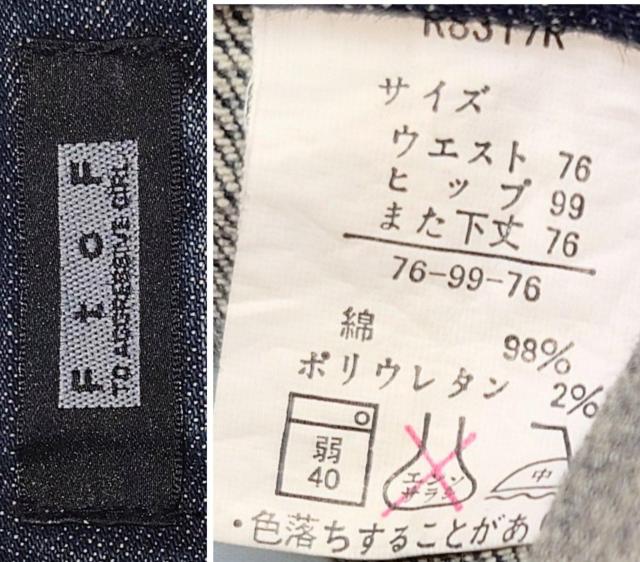 F t o F
TO AGGRESSIVE GIRL
R8317R
サイズ
ウエスト 76
ヒップ 99
また下丈 76
76-99-76
綿 98%
ポリウレタン 2%
弱
40
エンソ
サラシ
中
・色落ちすることがあ